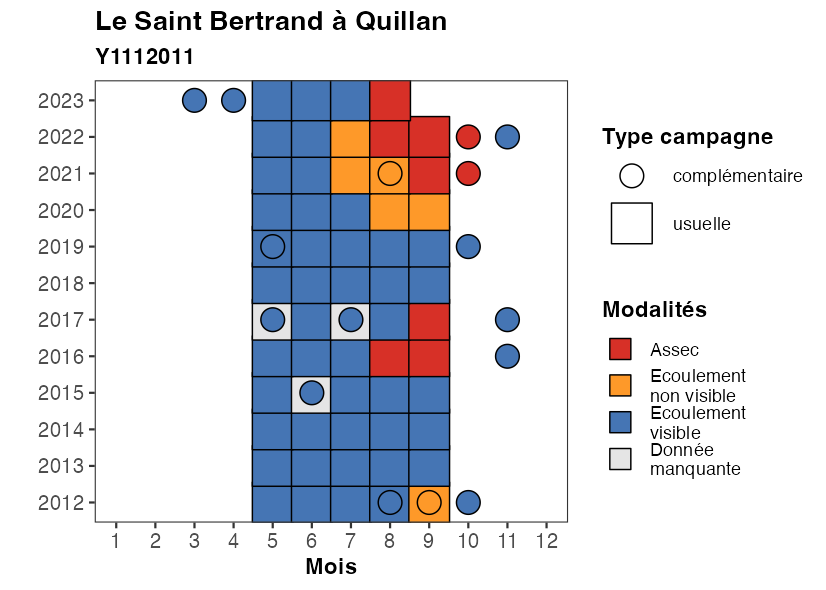 Le Saint Bertrand à Quillan
Y1112011
2023
2022
2021
2020
2019
2018
2017
2016
2015
2014
2013
2012
1 2 3 4 5 6 7 8 9 10 11 12
Mois
Type campagne
complémentaire
usuelle
Modalités
Assec
Ecoulement
non visible
Ecoulement
visible
Donnée
manquante